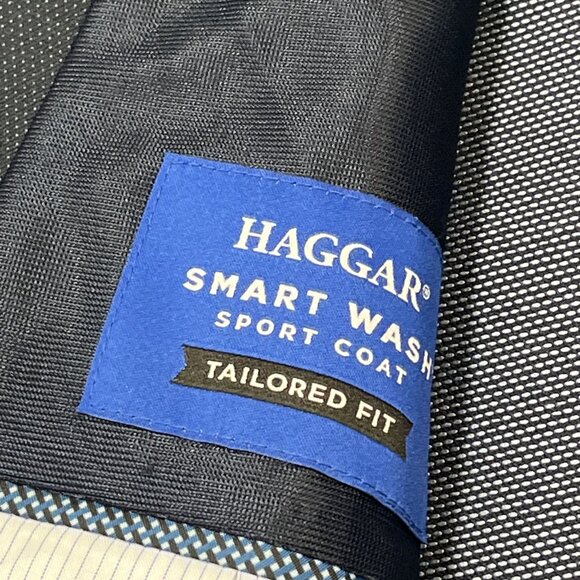 HAGGAR®
SMART WASH
SPORT COAT
TAILORED FIT